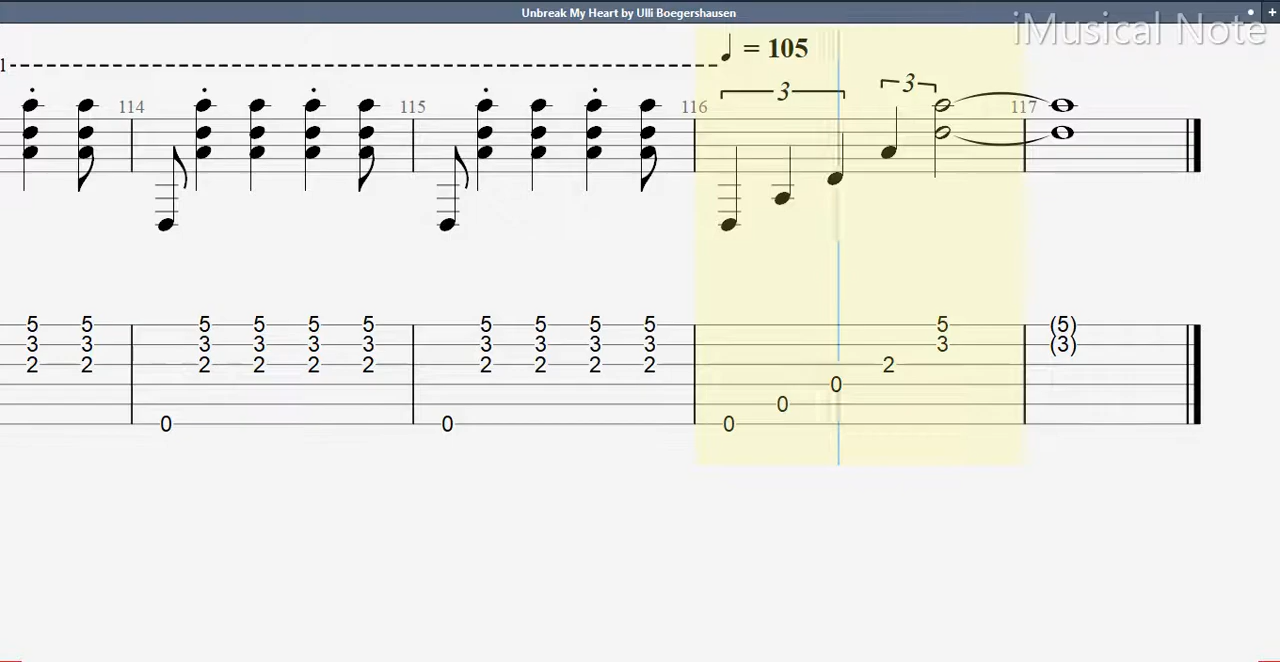 Unbreak My Heart by Ulli Boegershausen
iMusical Note
= 105
1
3 3
114 115 116 117
5 5 5 5 5 5 5 5 5 5 5 (5)
3 3 3 3 3 3 3 3 3 3 3 (3)
2 2 2 2 2 2 2 2 2 2 2
0
0
0 0 0